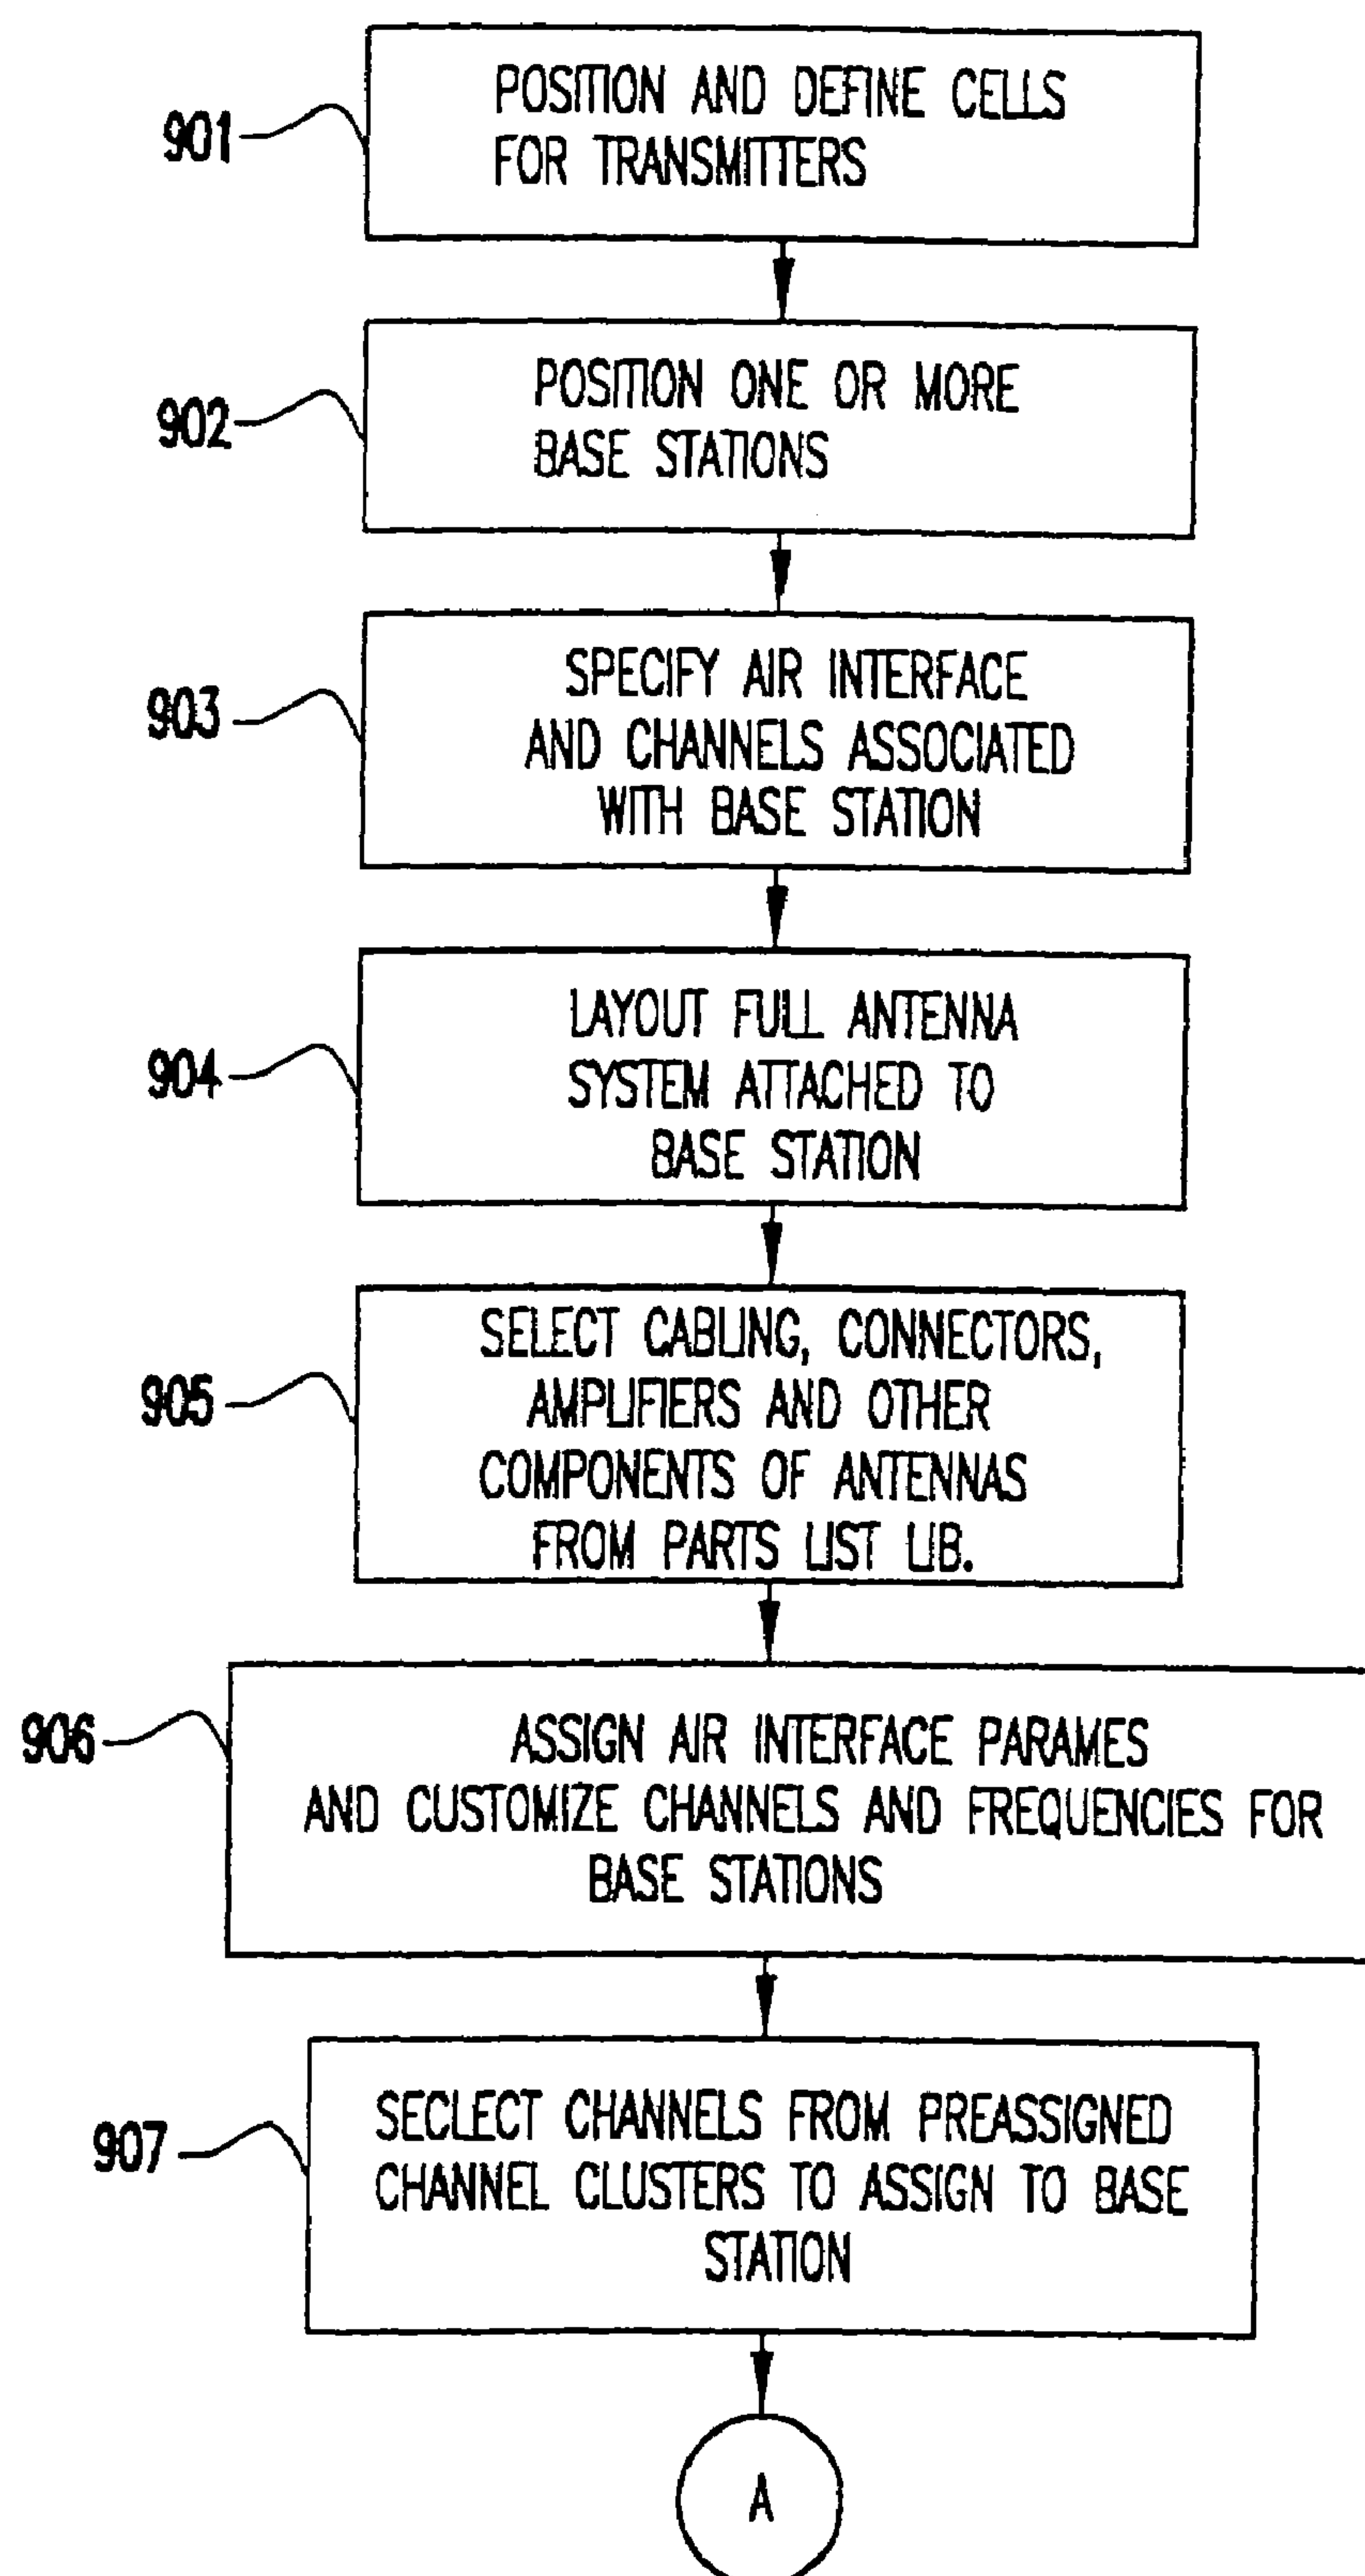 901
POSITION AND DEFINE CELLS
FOR TRANSMITTERS
902
POSITION ONE OR MORE
BASE STATIONS
903
SPECIFY AIR INTERFACE
AND CHANNELS ASSOCIATED
WITH BASE STATION
904
LAYOUT FULL ANTENNA
SYSTEM ATTACHED TO
BASE STATION
905
SELECT CABLING, CONNECTORS,
AMPLIFIERS AND OTHER
COMPONENTS OF ANTENNAS
FROM PARTS LIST LIB.
906
ASSIGN AIR INTERFACE PARAMES
AND CUSTOMIZE CHANNELS AND FREQUENCIES FOR
BASE STATIONS
907
SECLECT CHANNELS FROM PREASSIGNED
CHANNEL CLUSTERS TO ASSIGN TO BASE
STATION
A